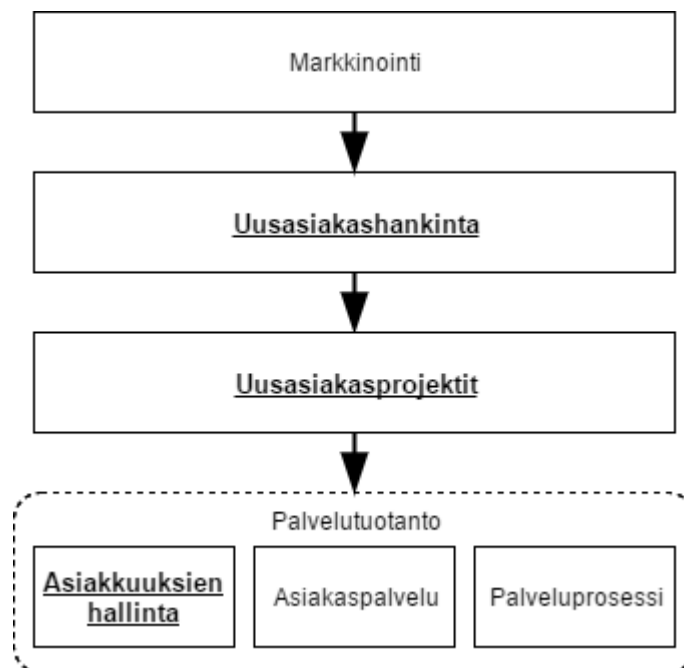 Markkinointi
Uusasiakashankinta
Uusasiakasprojektit
Palvelutuotanto
Asiakkuuksien
hallinta
Asiakaspalvelu
Palveluprosessi